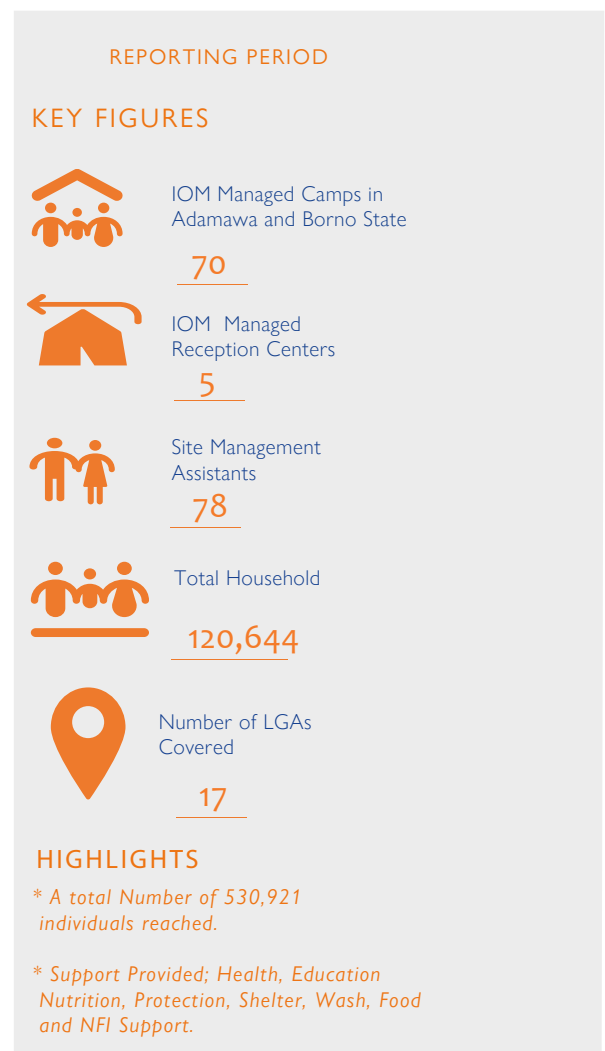 REPORTING PERIOD
KEY FIGURES
IOM Managed Camps in
Adamawa and Borno State
70
IOM Managed
Reception Centers
5
Site Management
Assistants
78
Total Household
120,644
Number of LGAs
Covered
17
HIGHLIGHTS
* A total Number of 530,921
individuals reached.
* Support Provided; Health, Education
Nutrition, Protection, Shelter, Wash, Food
and NFI Support.